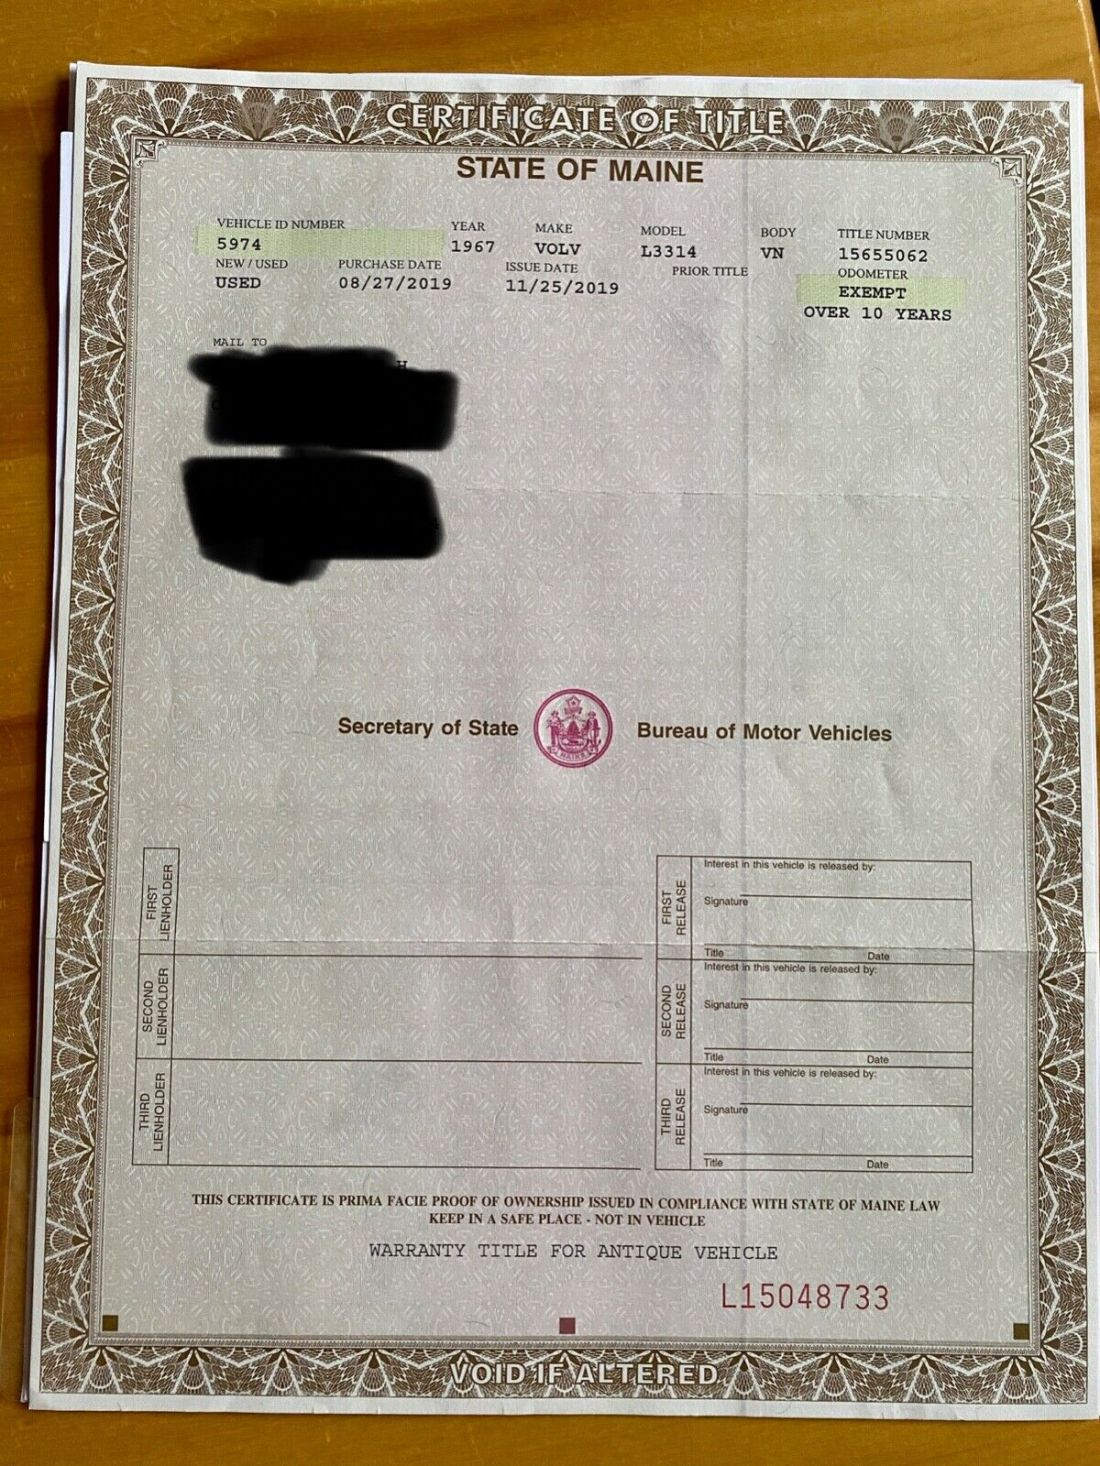 CERTIFICATE OF TITLE
STATE OF MAINE
VEHICLE ID NUMBER YEAR MAKE MODEL BODY TITLE NUMBER
5974 1967 VOLV L3314 VN 15655062
NEW / USED PURCHASE DATE ISSUE DATE PRIOR TITLE ODOMETER
USED 08/27/2019 11/25/2019 EXEMPT
OVER 10 YEARS
MAIL TO
H
Secretary of State Bureau of Motor Vehicles
MAINE
FIRST LIENHOLDER
FIRST RELEASE
Interest in this vehicle is released by:
Signature
Title Date
SECOND LIENHOLDER
SECOND RELEASE
Interest in this vehicle is released by:
Signature
Title Date
THIRD LIENHOLDER
THIRD RELEASE
Interest in this vehicle is released by:
Signature
Title Date
THIS CERTIFICATE IS PRIMA FACIE PROOF OF OWNERSHIP ISSUED IN COMPLIANCE WITH STATE OF MAINE LAW
KEEP IN A SAFE PLACE - NOT IN VEHICLE
WARRANTY TITLE FOR ANTIQUE VEHICLE
L15048733
VOID IF ALTERED